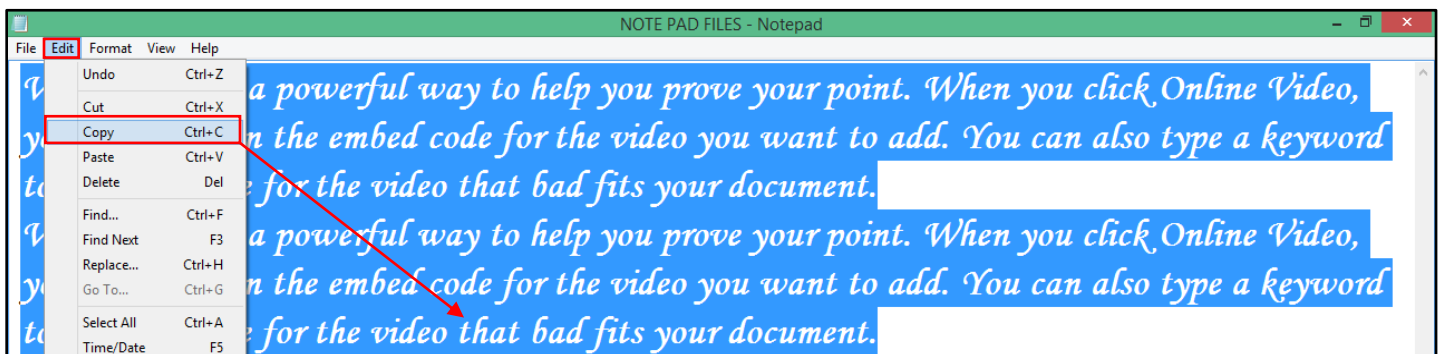 NOTE PAD FILES - Notepad
File Edit Format View Help
Undo Ctrl+Z
Cut Ctrl+X
Copy Ctrl+C
Paste Ctrl+V
Delete Del
Find... Ctrl+F
Find Next F3
Replace... Ctrl+H
Go To... Ctrl+G
Select All Ctrl+A
Time/Date F5
a powerful way to help you prove your point. When you click Online Video,
n the embed code for the video you want to add. You can also type a keyword
for the video that bad fits your document.
a powerful way to help you prove your point. When you click Online Video,
n the embed code for the video you want to add. You can also type a keyword
for the video that bad fits your document.